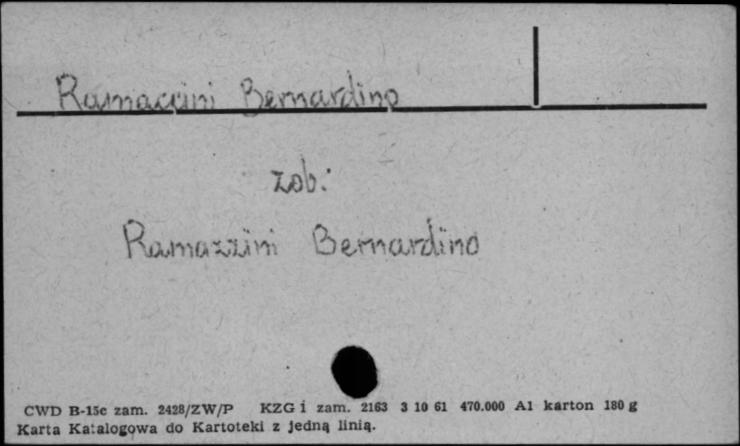 Ramaccini Bernardino
zob:
Ramazzini Bernardino
CWD B-15c zam. 2428/ZW/P KZG i zam. 2163 3 10 61 470.000 A1 karton 180 g
Karta Katalogowa do Kartoteki z jedną linią.